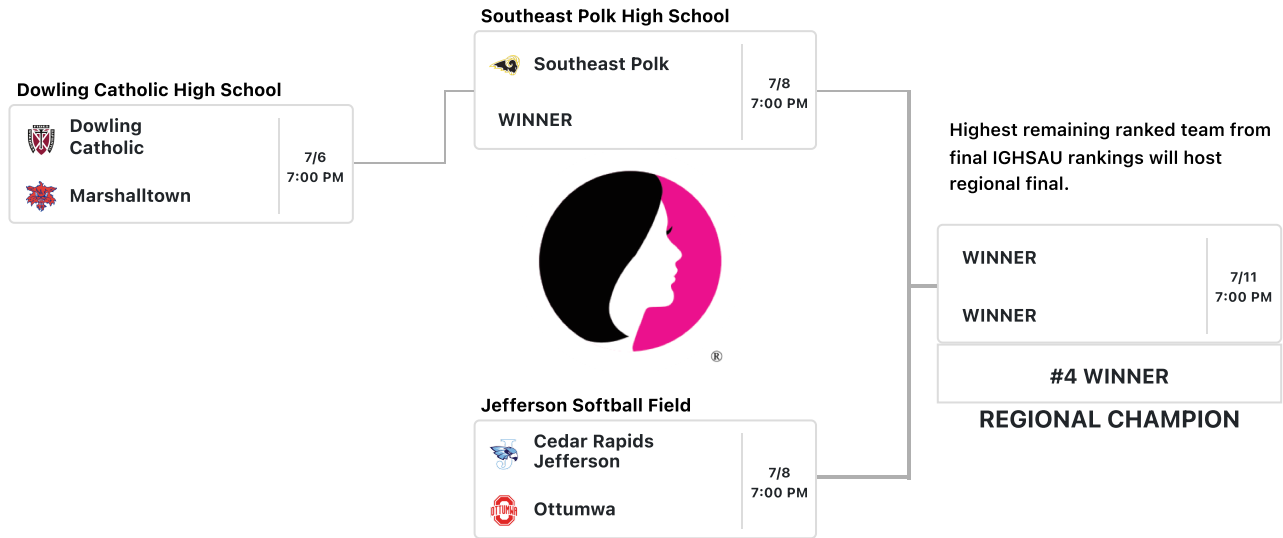 Southeast Polk High School
Southeast Polk
WINNER
7/8
7:00 PM
Dowling Catholic High School
Dowling
Catholic
Marshalltown
7/6
7:00 PM
Highest remaining ranked team from
final IGHSAU rankings will host
regional final.
WINNER
WINNER
7/11
7:00 PM
#4 WINNER
REGIONAL CHAMPION
®
Jefferson Softball Field
Cedar Rapids
Jefferson
J
OTTUMWA
Ottumwa
7/8
7:00 PM